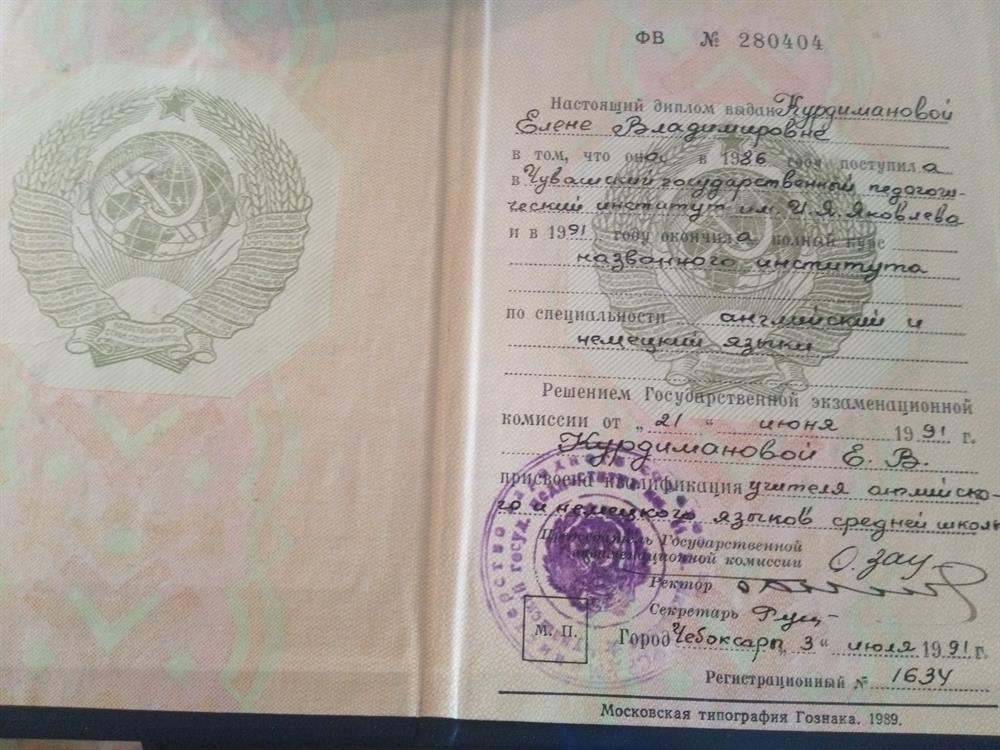 ФВ № 280404
Настоящий диплом выдан Курдимановой
Елене Владимировне
в том, что она в 1986 году поступила
в Чувашский государственный педагоги-
ческий институт им. И.Я. Яковлева
и в 1991 году окончила полный курс
названного института
по специальности английский и
немецкий языки
Решением Государственной экзаменационной
комиссии от „21“ июня 1991 г.
Курдимановой Е. В.
присвоена квалификация учителя английско-
го и немецкого языков средней школы
Председатель Государственной
экзаменационной комиссии
Ректор
Секретарь
М. П.
Город Чебоксары „3“ июля 1991 г.
Регистрационный № 1634
Московская типография Гознака. 1989.